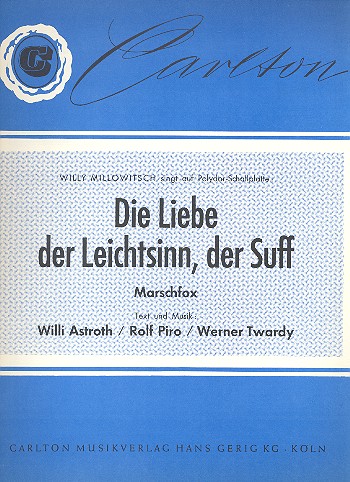 G
Carlton
WILLY MILLOWITSCH singt auf Polydor-Schallplatte:
Die Liebe
der Leichtsinn, der Suff
Marschfox
Text und Musik:
Willi Astroth / Rolf Piro / Werner Twardy
CARLTON MUSIKVERLAG HANS GERIG KG · KÖLN